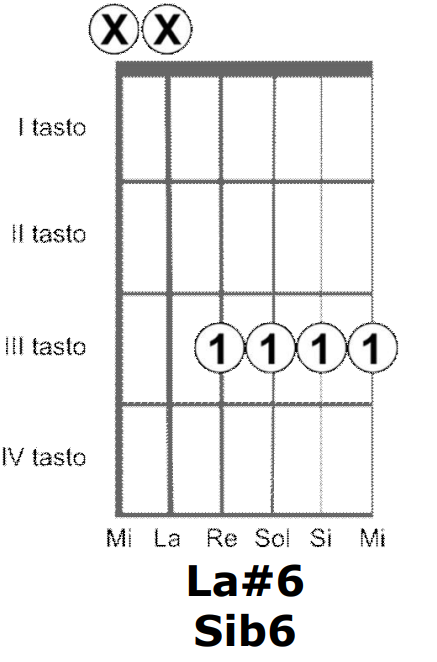 X X
I tasto
II tasto
III tasto 1 1 1 1
IV tasto
Mi La Re Sol Si Mi
La#6
Sib6